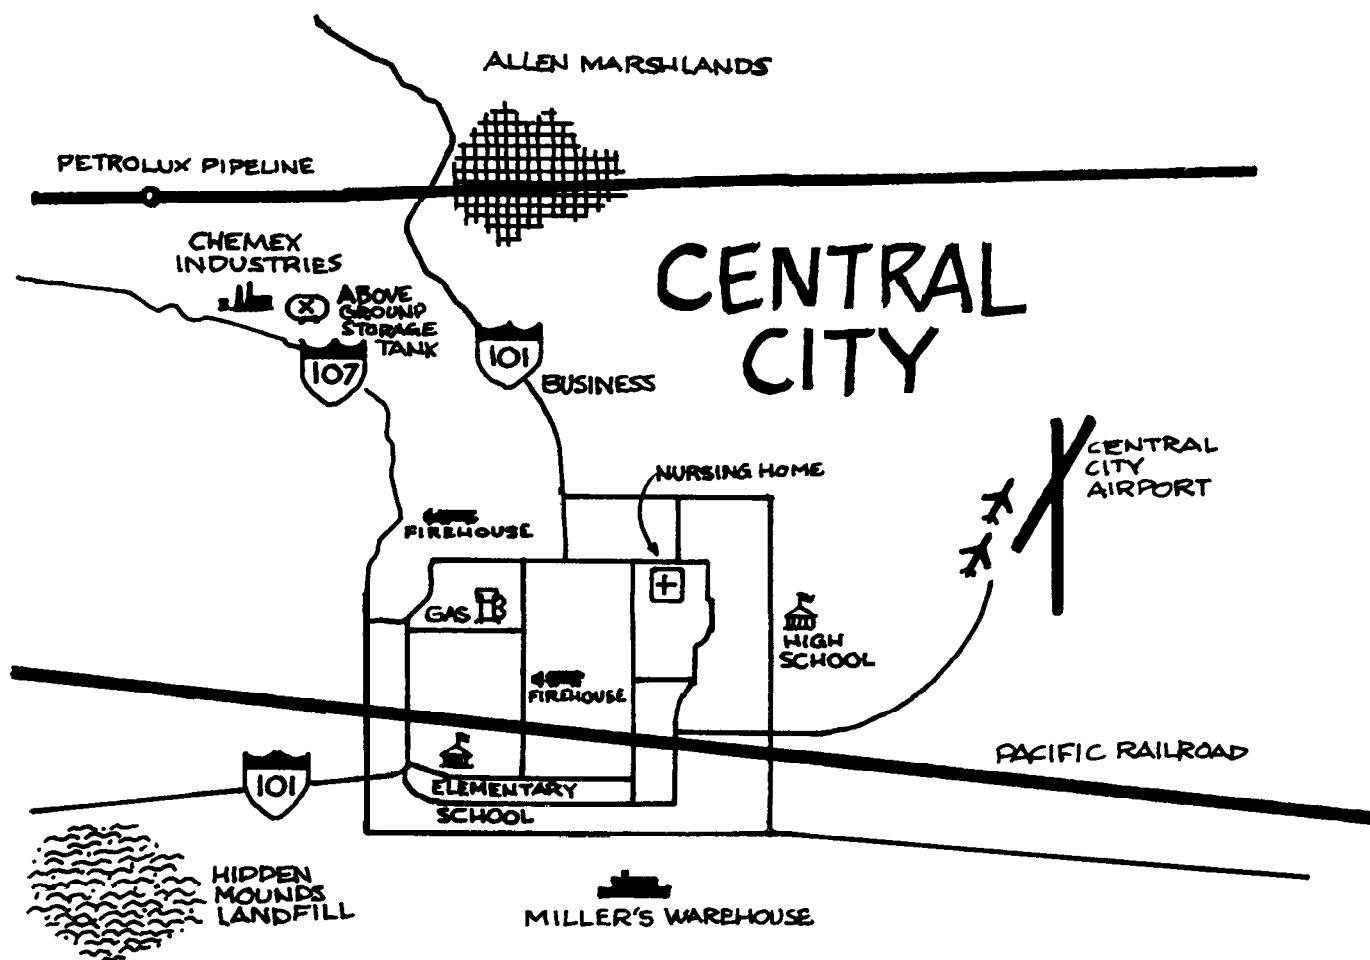 ALLEN MARSHLANDS
PETROLUX PIPELINE
CHEMEX
INDUSTRIES
ABOVE
GROUND
STORAGE
TANK
CENTRAL
CITY
107
101
BUSINESS
NURSING HOME
CENTRAL
CITY
AIRPORT
FIREHOUSE
GAS
HIGH
SCHOOL
FIREHOUSE
PACIFIC RAILROAD
101
ELEMENTARY
SCHOOL
HIDDEN
MOUNDS
LANDFILL
MILLER'S WAREHOUSE